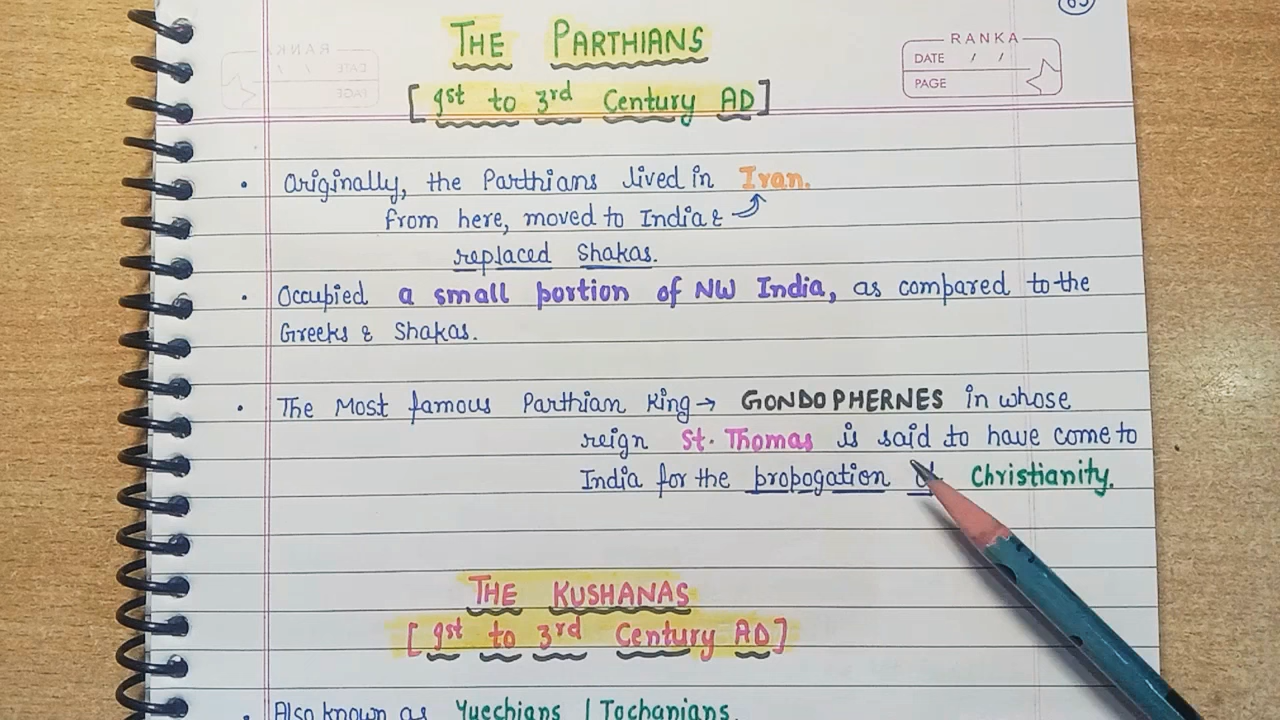 THE PARTHIANS
[1st to 3rd Century AD]
RANKA
DATE / /
PAGE
• Originally, the Parthians lived in Iran.
from here, moved to India &
replaced Shakas.
• Occupied a small portion of NW India, as compared to the
Greeks & Shakas.
• The Most famous Parthian King → GONDOPHERNES in whose
reign St. Thomas is said to have come to
India for the propogation Christianity.
THE KUSHANAS
[1st to 3rd Century AD]
• Also known as Yuechians / Tochanians.